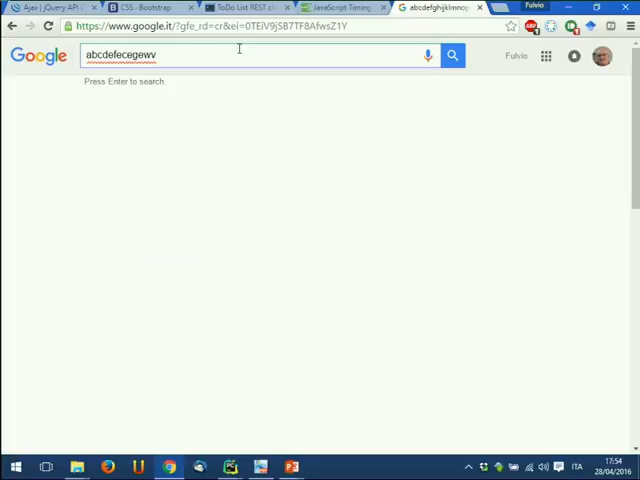 Ajax | jQuery API
CSS - Bootstrap
ToDo List REST
JavaScript Timing
abcdefghijklmno
Fulvio
https://www.google.it/?gfe_rd=cr&ei=0TEiV9jSB7TF8AfwsZ1Y
Google
abcdefecegewv
Fulvio
Press Enter to search.
ITA
17:54
28/04/2016